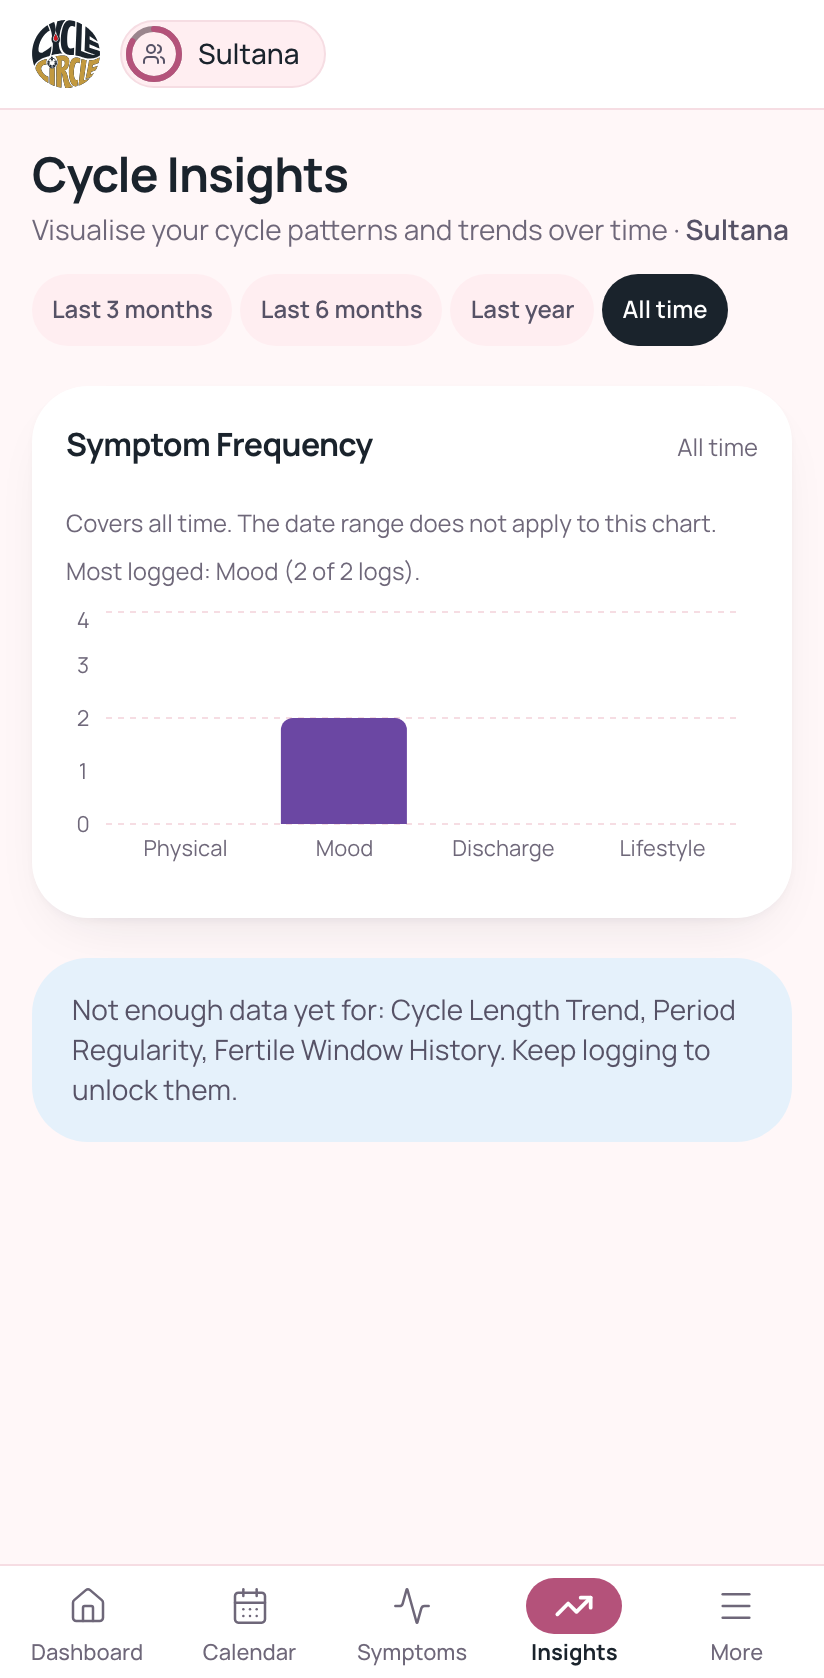 CYCLE
CIRCLE
Sultana
Cycle Insights
Visualise your cycle patterns and trends over time · Sultana
Last 3 months
Last 6 months
Last year
All time
Symptom Frequency
All time
Covers all time. The date range does not apply to this chart.
Most logged: Mood (2 of 2 logs).
4
3
2
1
0
Physical
Mood
Discharge
Lifestyle
Not enough data yet for: Cycle Length Trend, Period
Regularity, Fertile Window History. Keep logging to
unlock them.
Dashboard
Calendar
Symptoms
Insights
More